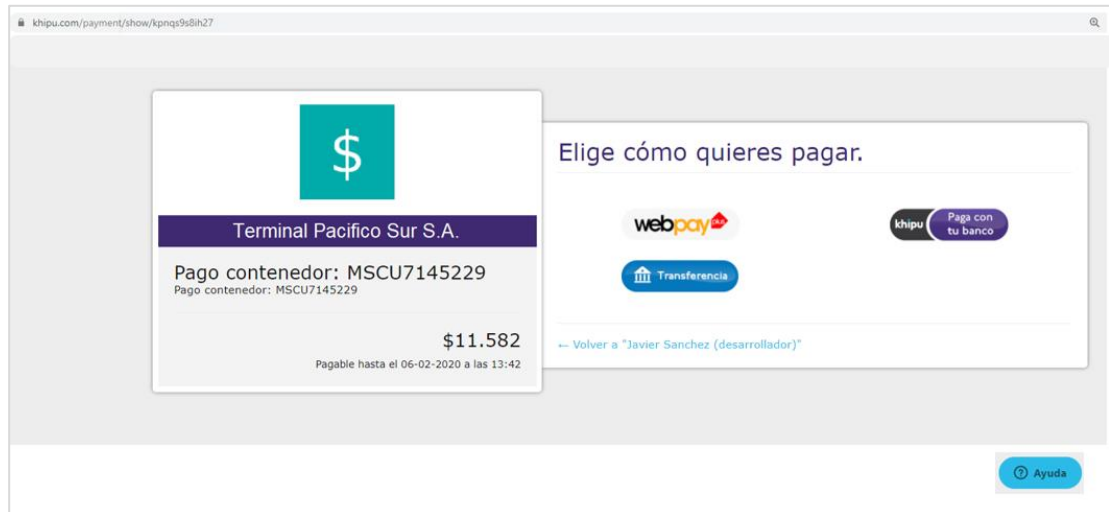 khipu.com/payment/show/kpnqs9s8ih27
$
Terminal Pacifico Sur S.A.
Pago contenedor: MSCU7145229
Pago contenedor: MSCU7145229
$11.582
Pagable hasta el 06-02-2020 a las 13:42
Elige cómo quieres pagar.
webpay plus
khipu Paga con
tu banco
Transferencia
← Volver a "Javier Sanchez (desarrollador)"
? Ayuda